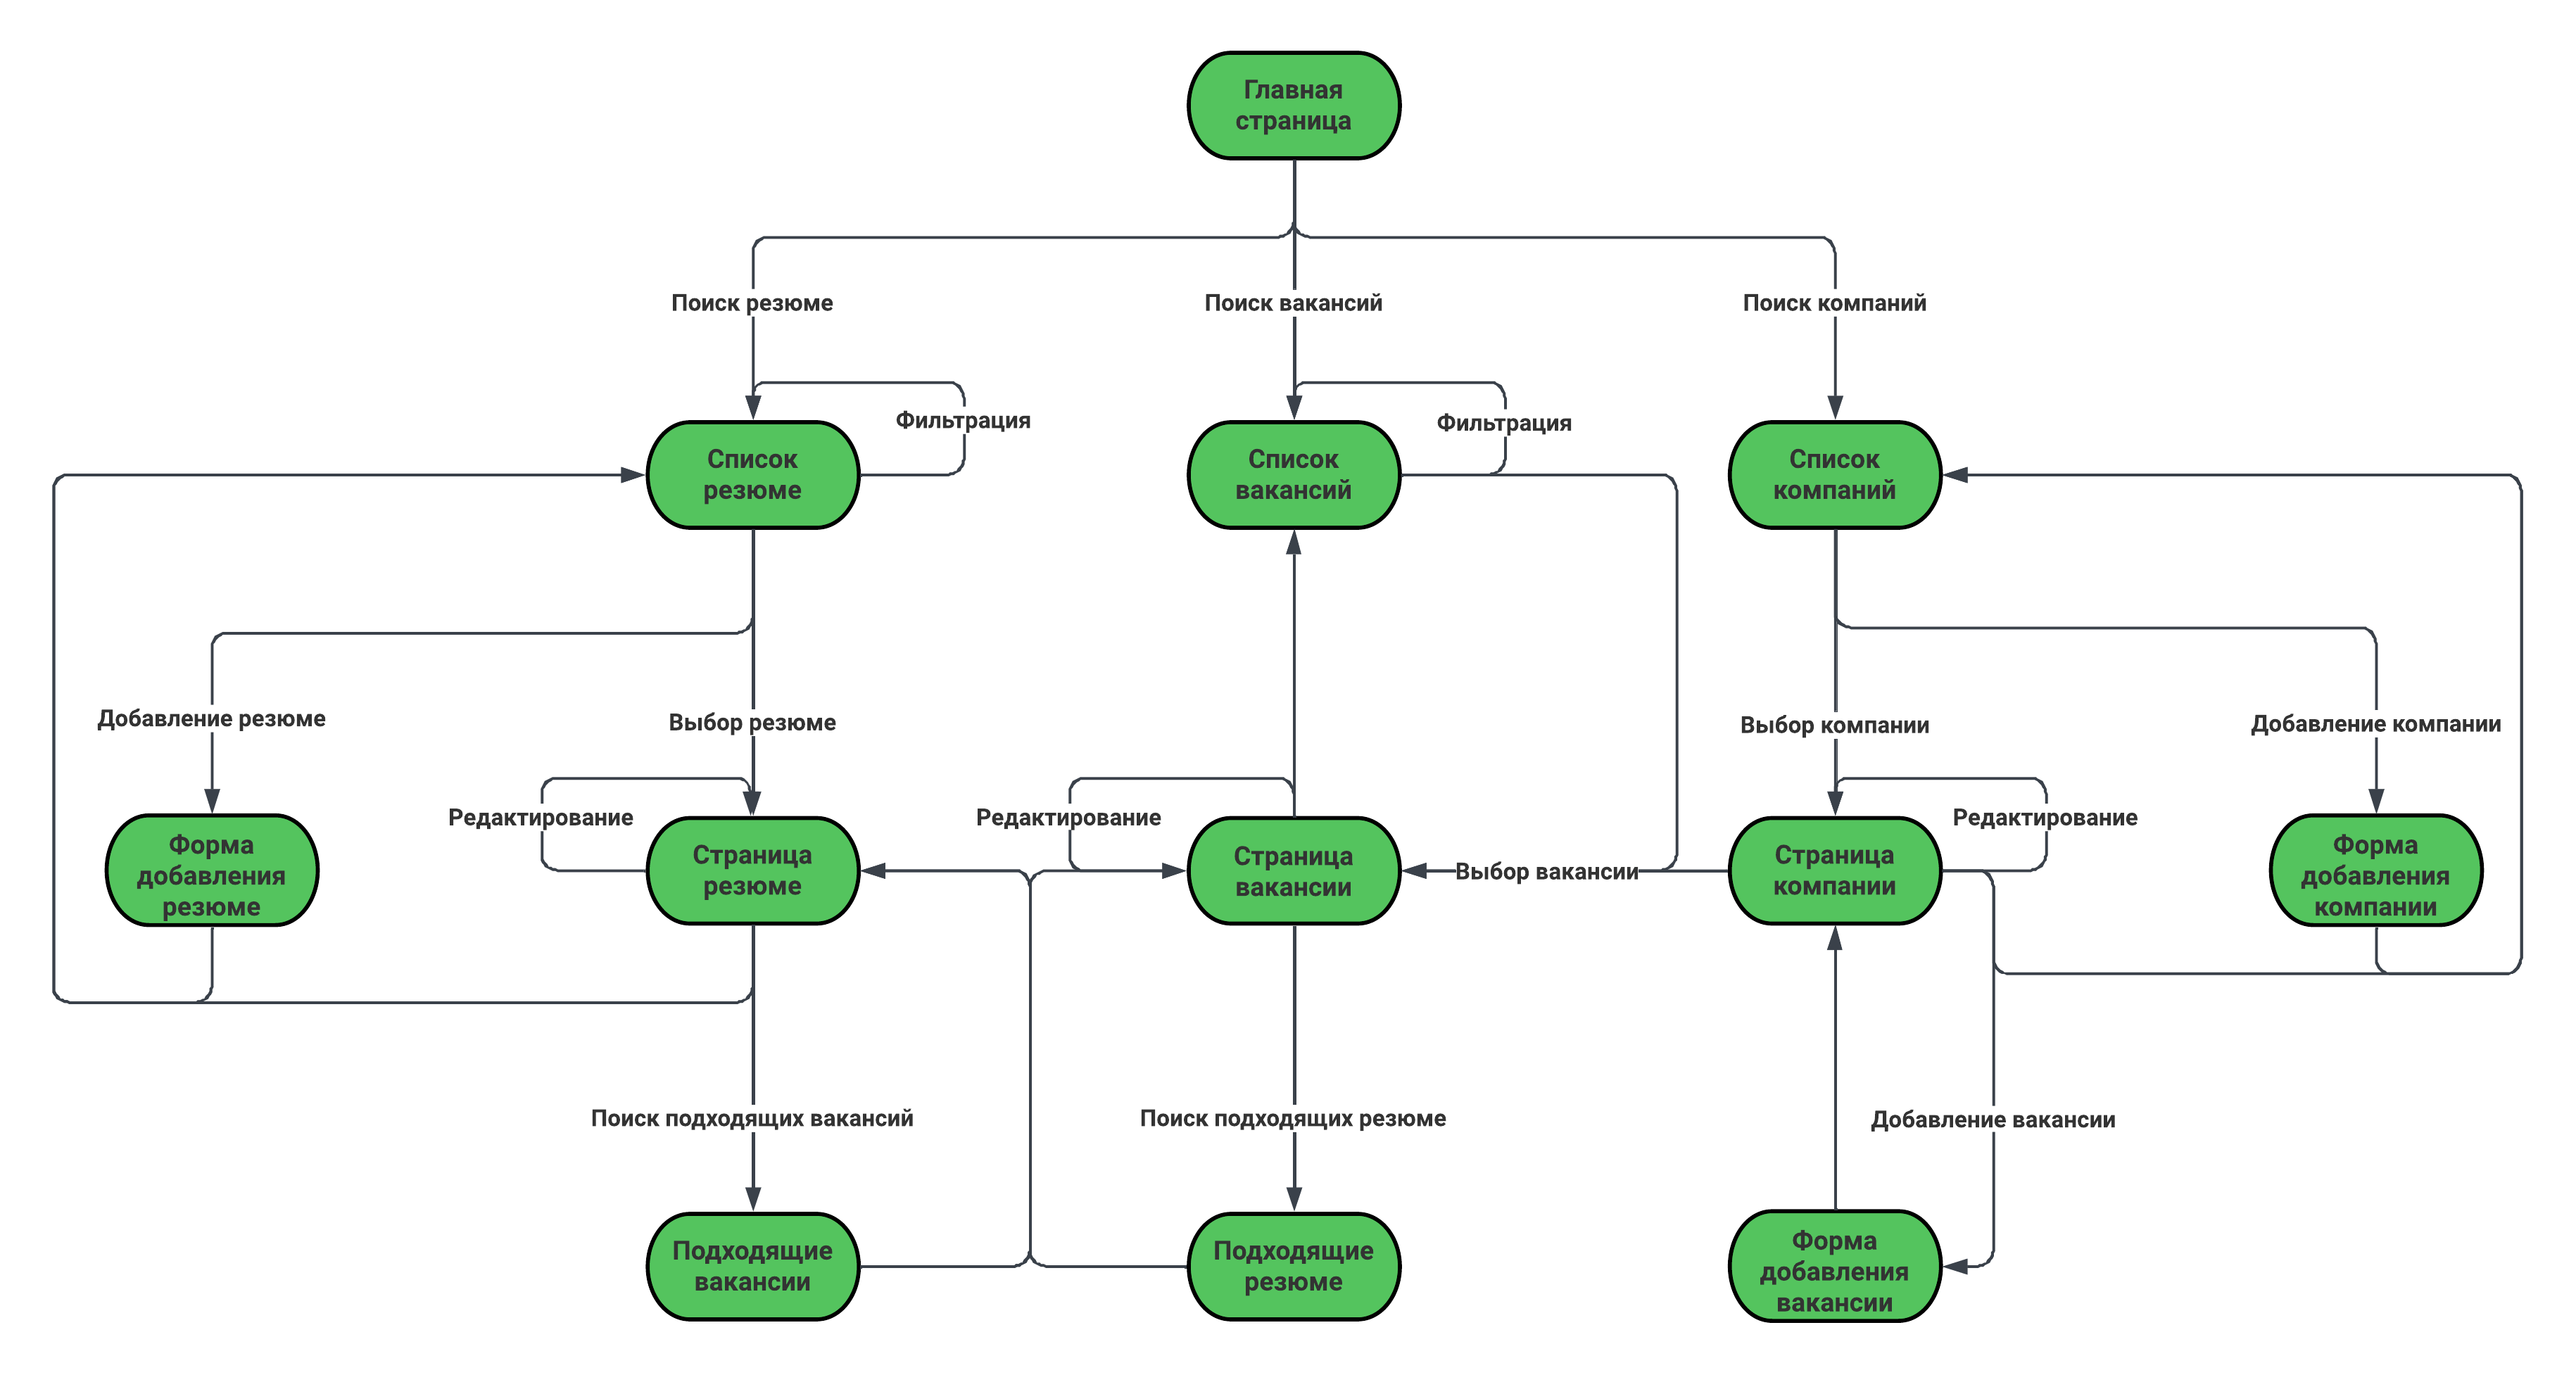 Главная
страница
Поиск резюме
Поиск вакансий
Поиск компаний
Фильтрация
Фильтрация
Список
резюме
Список
вакансий
Список
компаний
Добавление резюме
Выбор резюме
Выбор компании
Добавление компании
Редактирование
Редактирование
Редактирование
Форма
добавления
резюме
Страница
резюме
Страница
вакансии
Выбор вакансии
Страница
компании
Форма
добавления
компании
Поиск подходящих вакансий
Поиск подходящих резюме
Добавление вакансии
Подходящие
вакансии
Подходящие
резюме
Форма
добавления
вакансии